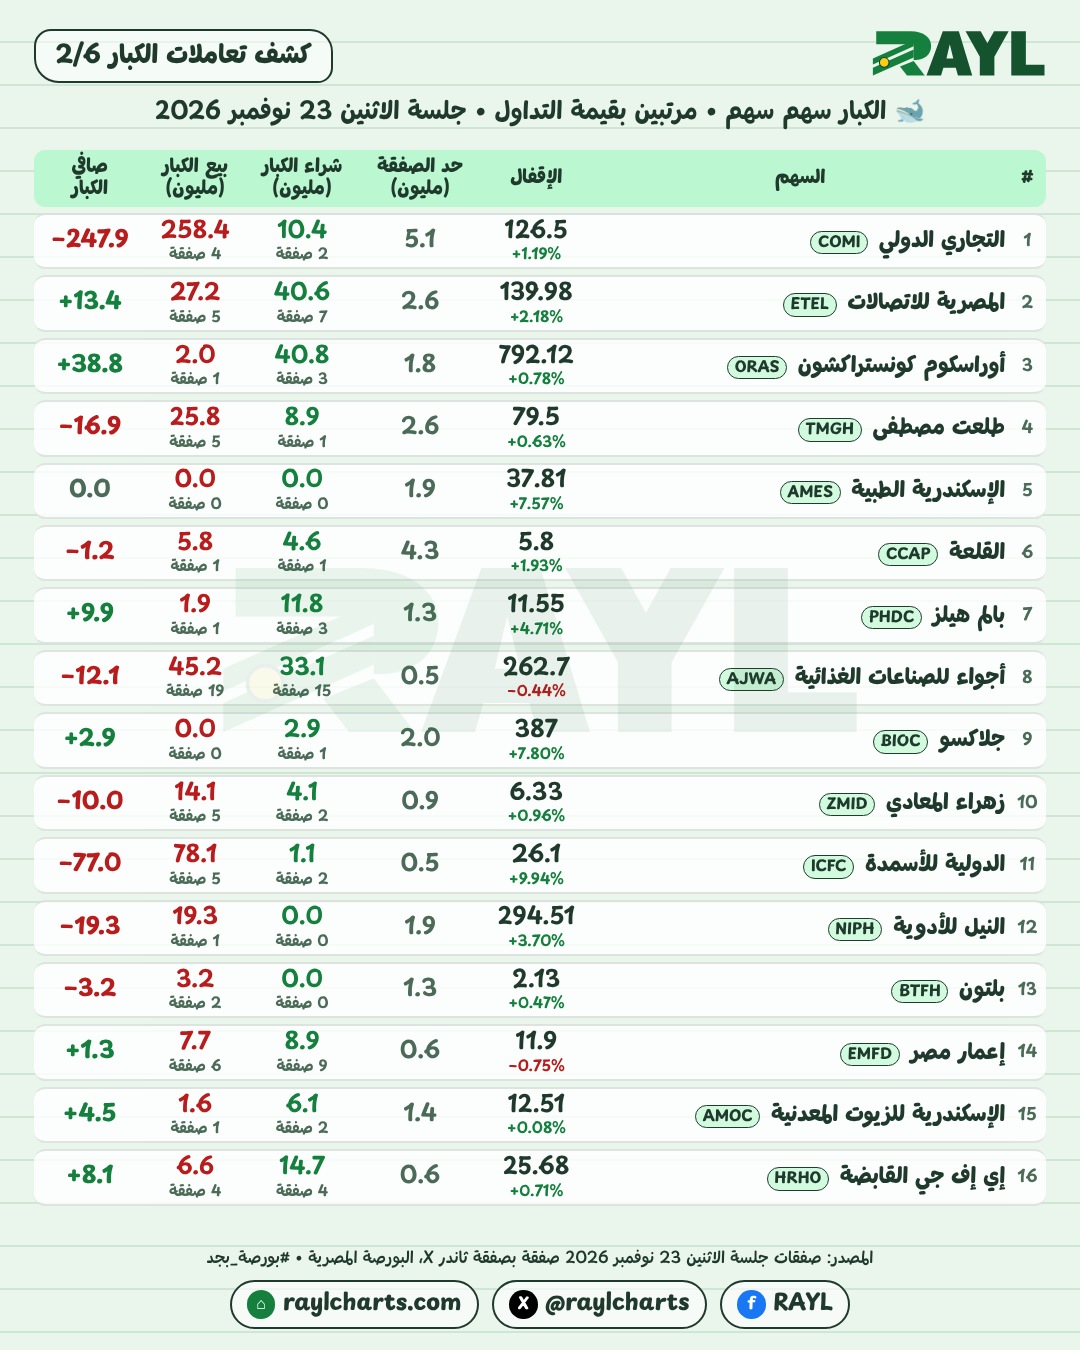 RAYL
كشف تعاملات الكبار 2/6
🐋 الكبار سهم سهم • مرتبين بقيمة التداول • جلسة الاثنين 23 نوفمبر 2026
# السهم الإقفال حد الصفقة (مليون) شراء الكبار (مليون) بيع الكبار (مليون) صافي الكبار
1 التجاري الدولي COMI 126.5 5.1 10.4 258.4 −247.9
+1.19% 2 صفقة 4 صفقة
2 المصرية للاتصالات ETEL 139.98 2.6 40.6 27.2 +13.4
+2.18% 7 صفقة 5 صفقة
3 أوراسكوم كونستراكشون ORAS 792.12 1.8 40.8 2.0 +38.8
+0.78% 3 صفقة 1 صفقة
4 طلعت مصطفى TMGH 79.5 2.6 8.9 25.8 −16.9
+0.63% 1 صفقة 5 صفقة
5 الإسكندرية الطبية AMES 37.81 1.9 0.0 0.0 0.0
+7.57% 0 صفقة 0 صفقة
6 القلعة CCAP 5.8 4.3 4.6 5.8 −1.2
+1.93% 1 صفقة 1 صفقة
7 بالم هيلز PHDC 11.55 1.3 11.8 1.9 +9.9
+4.71% 3 صفقة 1 صفقة
8 أجواء للصناعات الغذائية AJWA 262.7 0.5 33.1 45.2 −12.1
−0.44% 15 صفقة 19 صفقة
9 جلاكسو BIOC 387 2.0 2.9 0.0 +2.9
+7.80% 1 صفقة 0 صفقة
10 زهراء المعادي ZMID 6.33 0.9 4.1 14.1 −10.0
+0.96% 2 صفقة 5 صفقة
11 الدولية للأسمدة ICFC 26.1 0.5 1.1 78.1 −77.0
+9.94% 2 صفقة 5 صفقة
12 النيل للأدوية NIPH 294.51 1.9 0.0 19.3 −19.3
+3.70% 0 صفقة 1 صفقة
13 بلتون BTFH 2.13 1.3 0.0 3.2 −3.2
+0.47% 0 صفقة 2 صفقة
14 إعمار مصر EMFD 11.9 0.6 8.9 7.7 +1.3
−0.75% 9 صفقة 6 صفقة
15 الإسكندرية للزيوت المعدنية AMOC 12.51 1.4 6.1 1.6 +4.5
+0.08% 2 صفقة 1 صفقة
16 إي إف جي القابضة HRHO 25.68 0.6 14.7 6.6 +8.1
+0.71% 4 صفقة 4 صفقة
RAYL
المصدر: صفقات جلسة الاثنين 23 نوفمبر 2026 صفقة بصفقة ثاندر X، البورصة المصرية • #بورصة_بجد
raylcharts.com @raylcharts RAYL